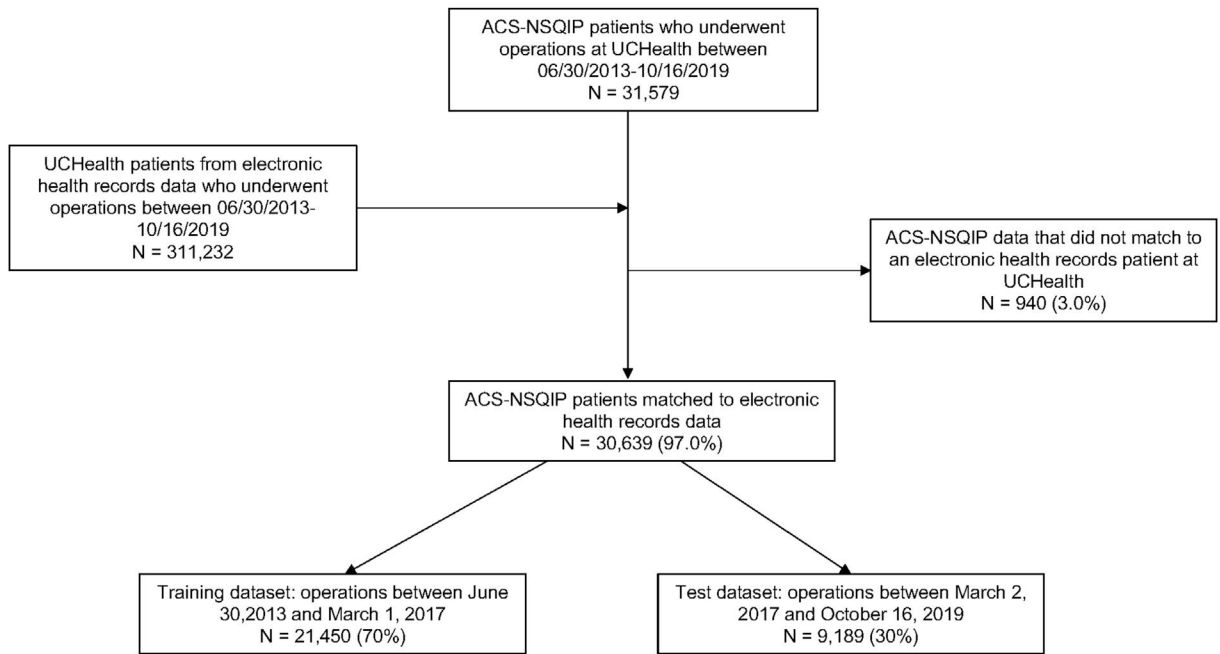 ACS-NSQIP patients who underwent
operations at UCHealth between
06/30/2013-10/16/2019
N = 31,579
UCHealth patients from electronic
health records data who underwent
operations between 06/30/2013-
10/16/2019
N = 311,232
ACS-NSQIP data that did not match to
an electronic health records patient at
UCHealth
N = 940 (3.0%)
ACS-NSQIP patients matched to electronic
health records data
N = 30,639 (97.0%)
Training dataset: operations between June
30,2013 and March 1, 2017
N = 21,450 (70%)
Test dataset: operations between March 2,
2017 and October 16, 2019
N = 9,189 (30%)